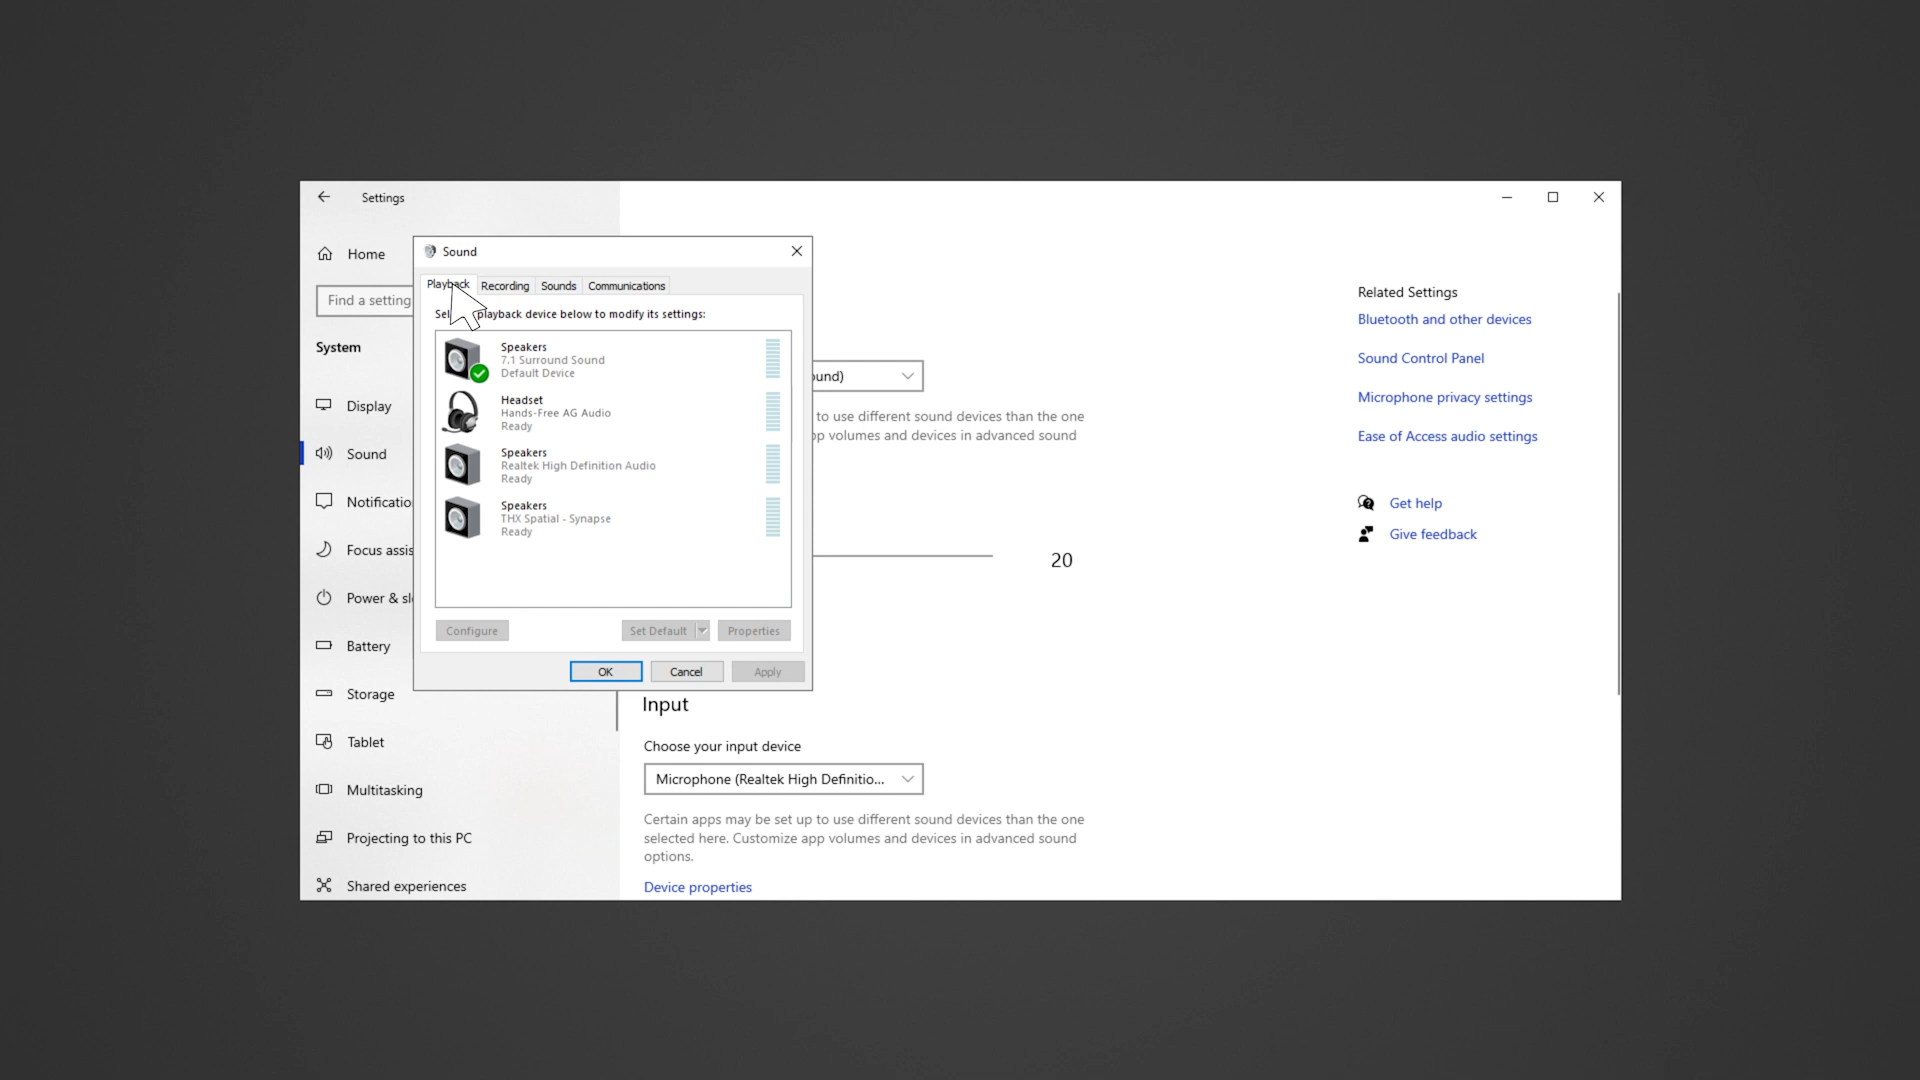 Settings
Home
Find a setting
System
Display
Sound
Notificatio
Focus assis
Power & sl
Battery
Storage
Tablet
Multitasking
Projecting to this PC
Shared experiences
Sound
Playback
Recording
Sounds
Communications
playback device below to modify its settings:
Speakers
7.1 Surround Sound
Default Device
Headset
Hands-Free AG Audio
Ready
Speakers
Realtek High Definition Audio
Ready
Speakers
THX Spatial - Synapse
Ready
Configure
Set Default
Properties
OK
Cancel
Apply
ound)
to use different sound devices than the one
pp volumes and devices in advanced sound
20
Input
Choose your input device
Microphone (Realtek High Definitio...
Certain apps may be set up to use different sound devices than the one
selected here. Customize app volumes and devices in advanced sound
options.
Device properties
Related Settings
Bluetooth and other devices
Sound Control Panel
Microphone privacy settings
Ease of Access audio settings
Get help
Give feedback